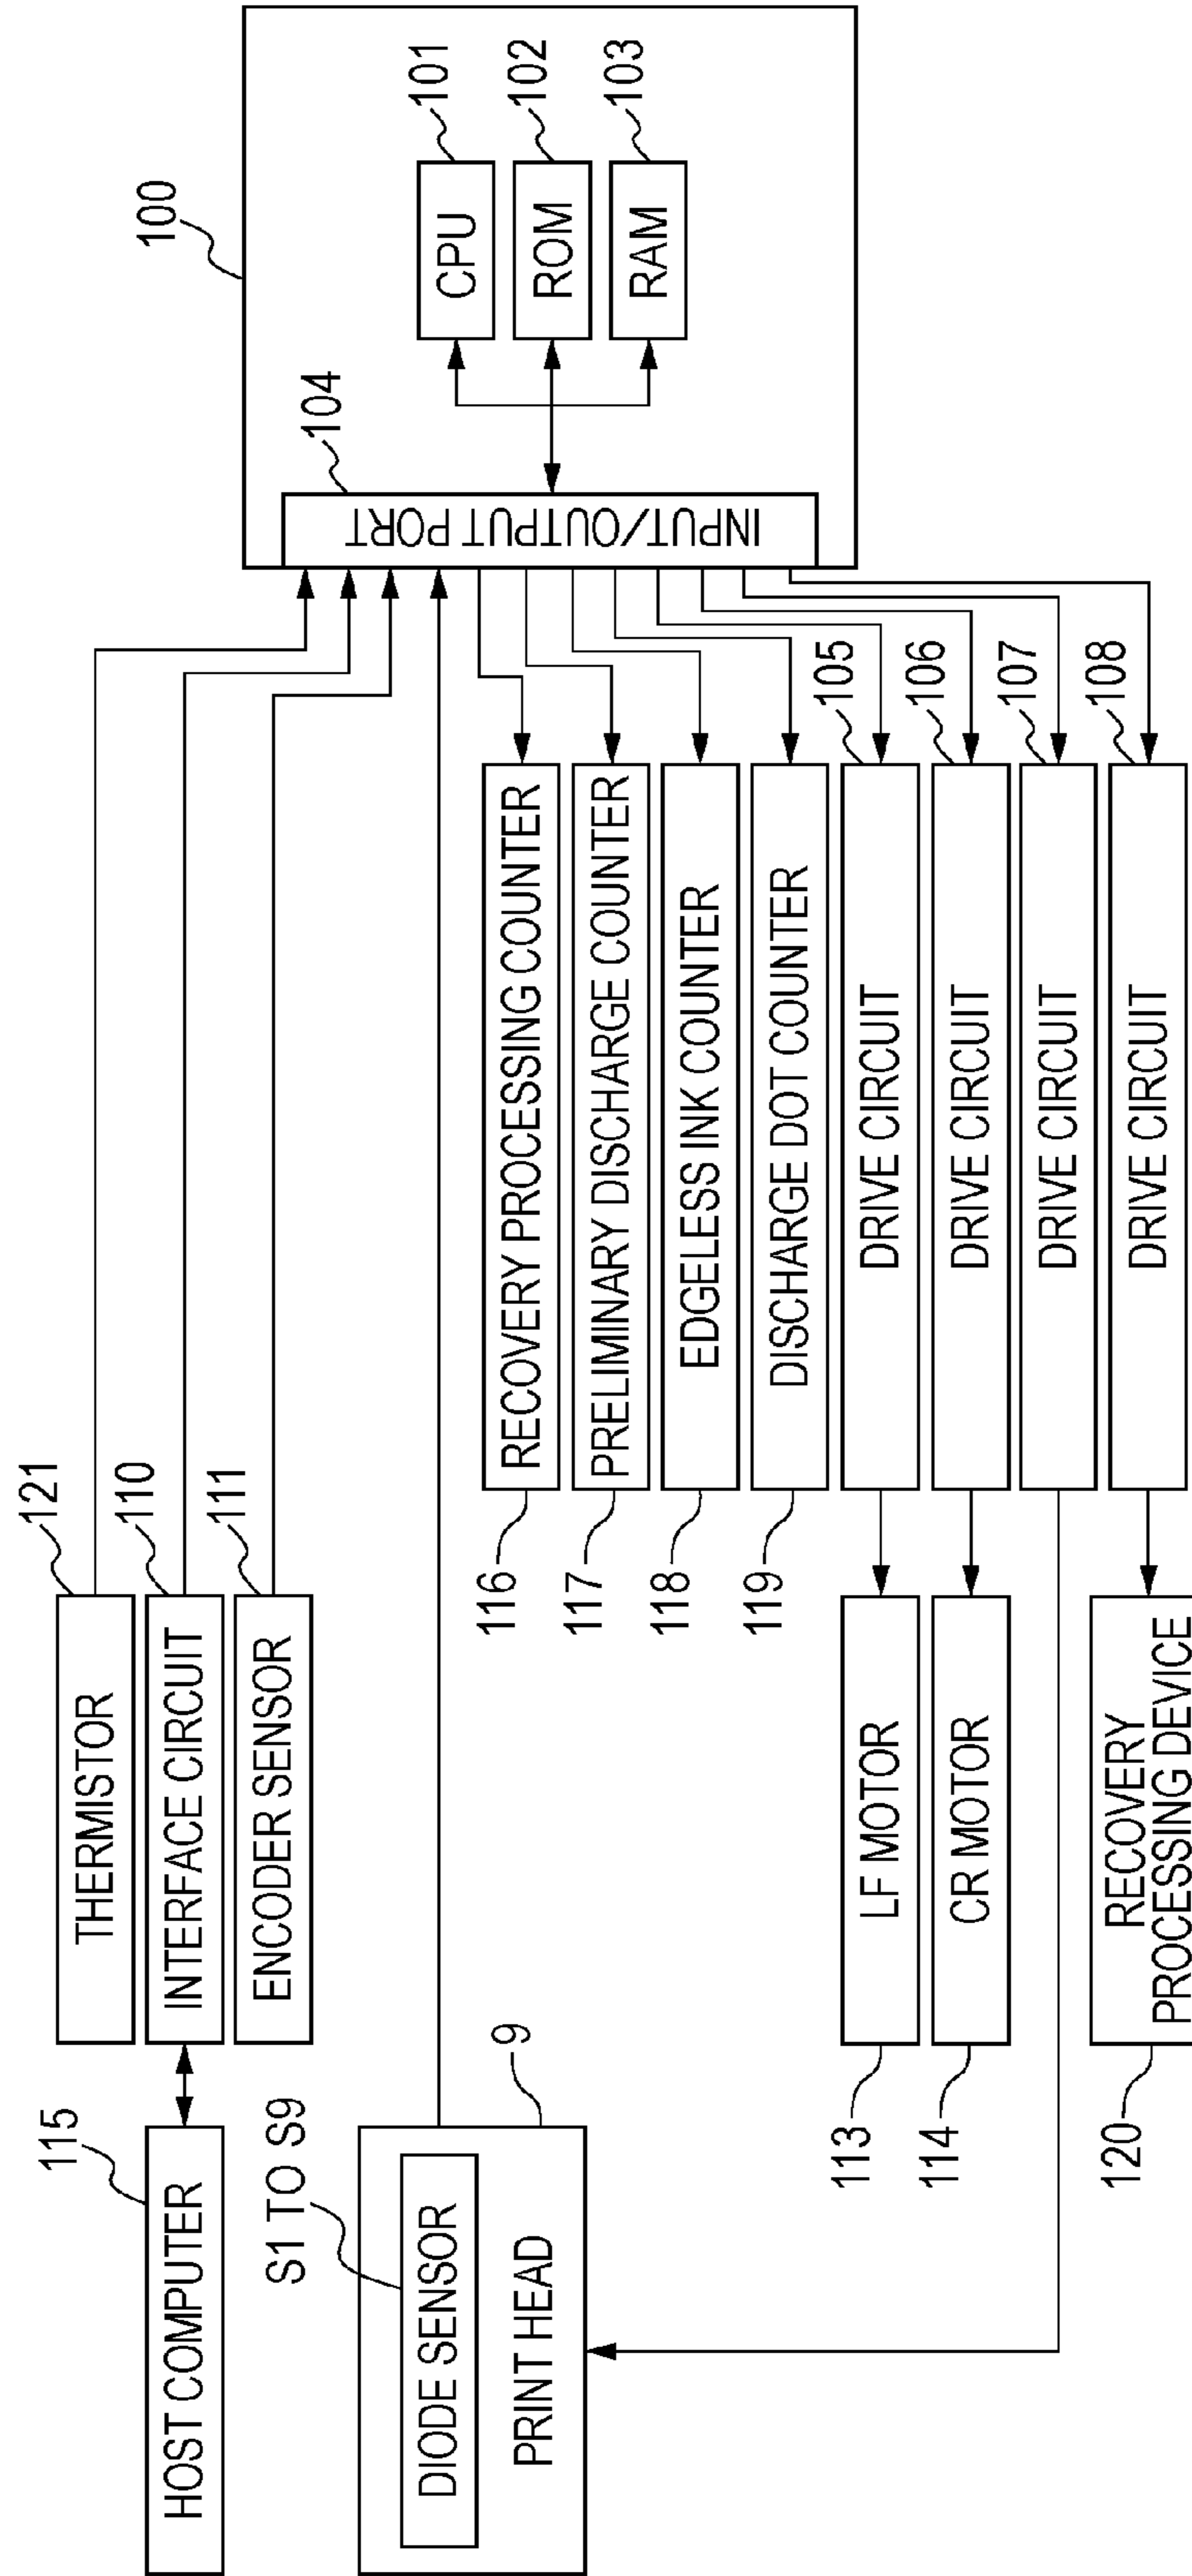 100
CPU
101
ROM
102
RAM
103
INPUT/OUTPUT PORT
104
THERMISTOR
121
HOST COMPUTER
115
INTERFACE CIRCUIT
110
ENCODER SENSOR
111
DIODE SENSOR
S1 TO S9
PRINT HEAD
9
116
RECOVERY PROCESSING COUNTER
117
PRELIMINARY DISCHARGE COUNTER
118
EDGELESS INK COUNTER
119
DISCHARGE DOT COUNTER
113
LF MOTOR
DRIVE CIRCUIT
105
114
CR MOTOR
DRIVE CIRCUIT
106
DRIVE CIRCUIT
107
120
RECOVERY
PROCESSING DEVICE
DRIVE CIRCUIT
108